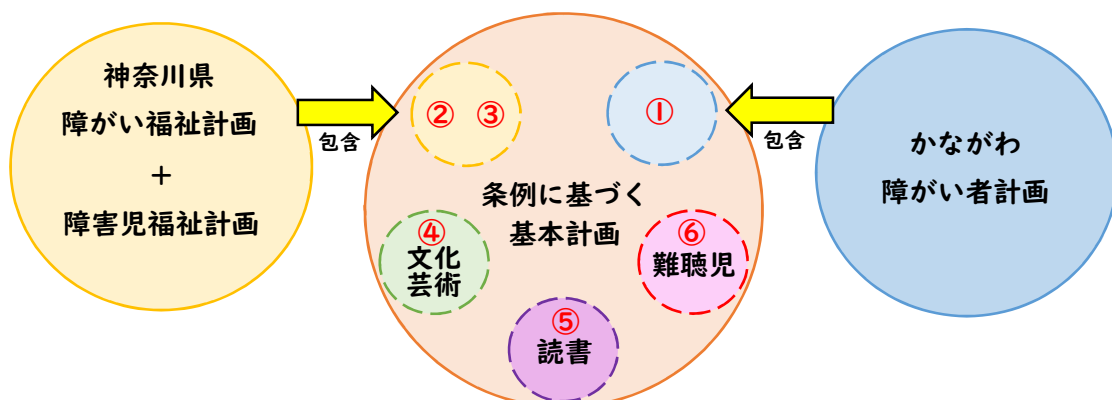 神奈川県
障がい福祉計画
+
障害児福祉計画
包含
② ③
①
条例に基づく
基本計画
④
文化
芸術
⑥
難聴児
⑤
読書
包含
かながわ
障がい者計画